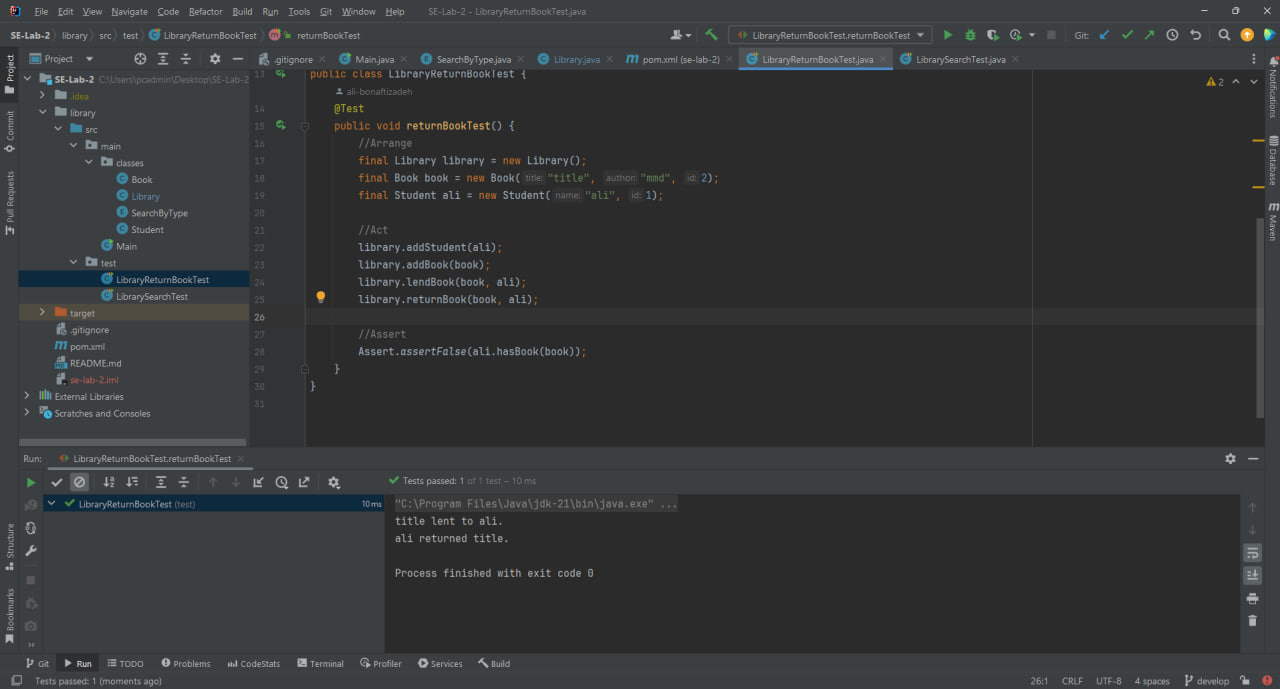 File Edit View Navigate Code Refactor Build Run Tools Git Window Help SE-Lab-2 - LibraryReturnBookTest.java
SE-Lab-2 library src test LibraryReturnBookTest returnBookTest LibraryReturnBookTest.returnBookTest Git:
Project .gitignore Main.java SearchByType.java Library.java pom.xml (se-lab-2) LibraryReturnBookTest.java LibrarySearchTest.java
Project
Commit
Pull Requests
Structure
Bookmarks
SE-Lab-2 C:\Users\pcadmin\Desktop\SE-Lab-2
.idea
library
src
main
classes
Book
Library
SearchByType
Student
Main
test
LibraryReturnBookTest
LibrarySearchTest
target
.gitignore
pom.xml
README.md
se-lab-2.iml
External Libraries
Scratches and Consoles
13 public class LibraryReturnBookTest {
ali-bonaftizadeh
14 @Test
15 public void returnBookTest() {
16 //Arrange
17 final Library library = new Library();
18 final Book book = new Book( title: "title", author: "mmd", id: 2);
19 final Student ali = new Student( name: "ali", id: 1);
20
21 //Act
22 library.addStudent(ali);
23 library.addBook(book);
24 library.lendBook(book, ali);
25 library.returnBook(book, ali);
26
27 //Assert
28 Assert.assertFalse(ali.hasBook(book));
29 }
30 }
31
2
Notifications
Database
Maven
Run: LibraryReturnBookTest.returnBookTest
Tests passed: 1 of 1 test – 10 ms
LibraryReturnBookTest (test) 10 ms
"C:\Program Files\Java\jdk-21\bin\java.exe" ...
title lent to ali.
ali returned title.
Process finished with exit code 0
Git Run TODO Problems CodeStats Terminal Profiler Services Build
Tests passed: 1 (moments ago) 26:1 CRLF UTF-8 4 spaces develop